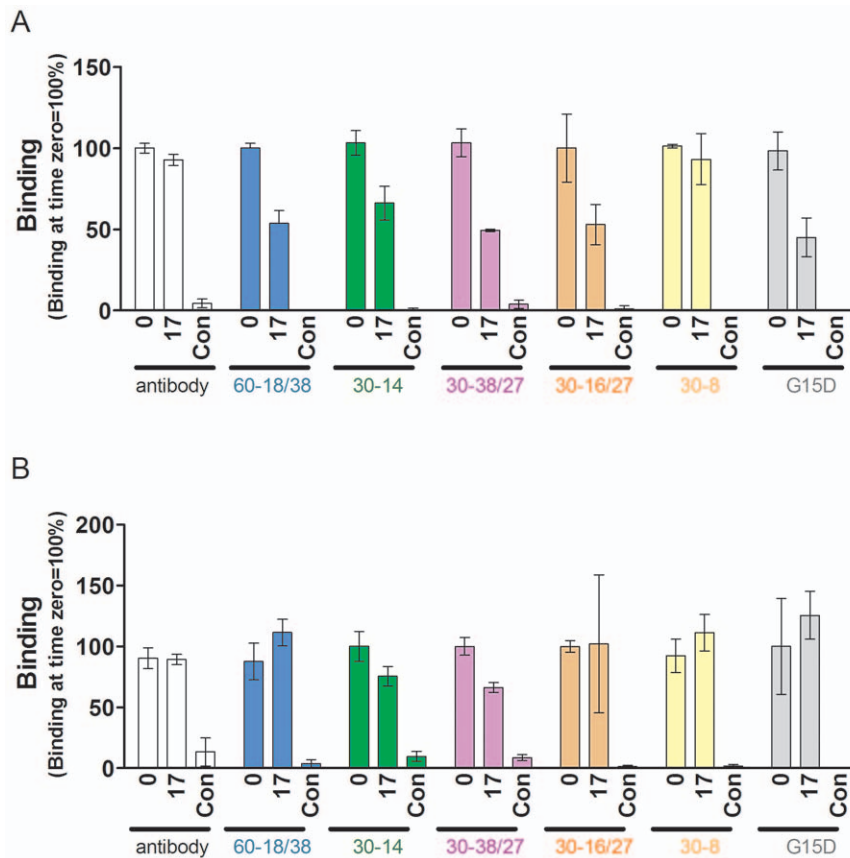 A
Binding
(Binding at time zero=100%)
150
100
50
0
0 17 Con 0 17 Con 0 17 Con 0 17 Con 0 17 Con 0 17 Con 0 17 Con
antibody 60-18/38 30-14 30-38/27 30-16/27 30-8 G15D
B
Binding
(Binding at time zero=100%)
200
150
100
50
0
0 17 Con 0 17 Con 0 17 Con 0 17 Con 0 17 Con 0 17 Con 0 17 Con
antibody 60-18/38 30-14 30-38/27 30-16/27 30-8 G15D